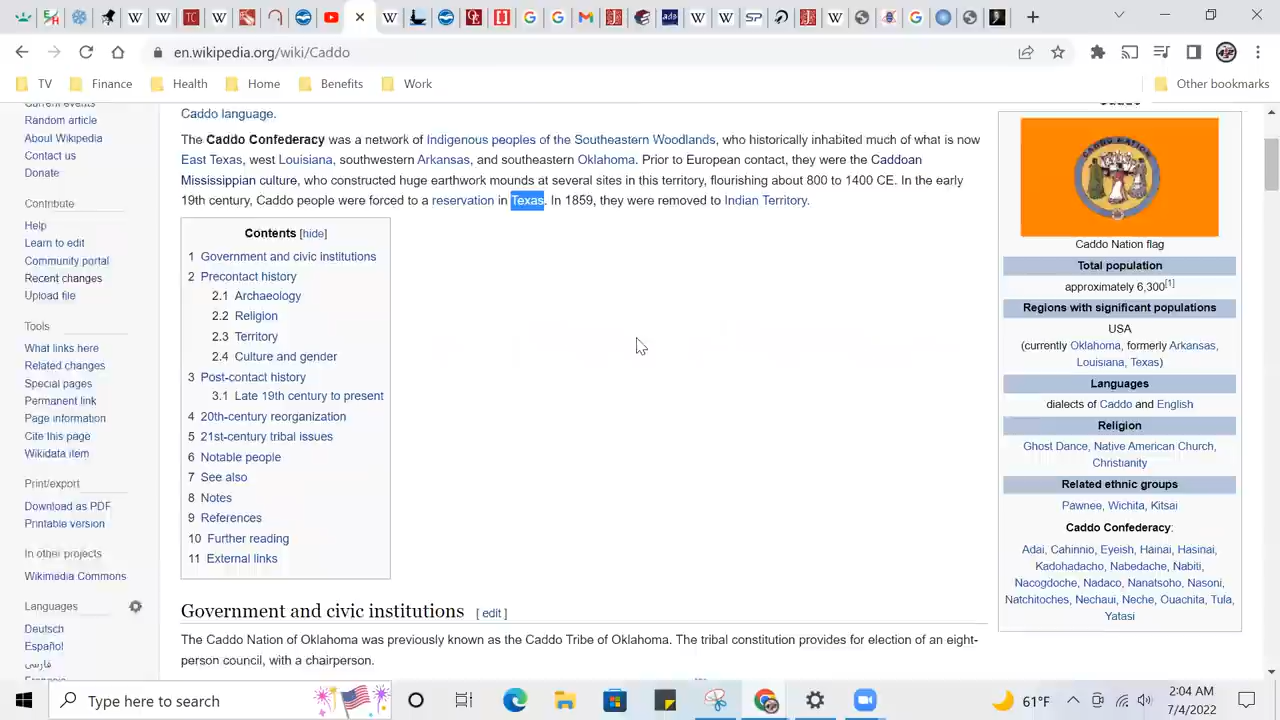 en.wikipedia.org/wiki/Caddo
TV
Finance
Health
Home
Benefits
Work
Other bookmarks
Current events
Random article
About Wikipedia
Contact us
Donate
Contribute
Help
Learn to edit
Community portal
Recent changes
Upload file
Tools
What links here
Related changes
Special pages
Permanent link
Page information
Cite this page
Wikidata item
Print/export
Download as PDF
Printable version
In other projects
Wikimedia Commons
Languages
Deutsch
Español
فارسی
Caddo language.
The Caddo Confederacy was a network of Indigenous peoples of the Southeastern Woodlands, who historically inhabited much of what is now
East Texas, west Louisiana, southwestern Arkansas, and southeastern Oklahoma. Prior to European contact, they were the Caddoan
Mississippian culture, who constructed huge earthwork mounds at several sites in this territory, flourishing about 800 to 1400 CE. In the early
19th century, Caddo people were forced to a reservation in Texas. In 1859, they were removed to Indian Territory.
Contents [hide]
1 Government and civic institutions
2 Precontact history
2.1 Archaeology
2.2 Religion
2.3 Territory
2.4 Culture and gender
3 Post-contact history
3.1 Late 19th century to present
4 20th-century reorganization
5 21st-century tribal issues
6 Notable people
7 See also
8 Notes
9 References
10 Further reading
11 External links
Government and civic institutions [ edit ]
The Caddo Nation of Oklahoma was previously known as the Caddo Tribe of Oklahoma. The tribal constitution provides for election of an eight-
person council, with a chairperson.
CADDO NATION
Caddo Nation flag
Total population
approximately 6,300[1]
Regions with significant populations
USA
(currently Oklahoma, formerly Arkansas,
Louisiana, Texas)
Languages
dialects of Caddo and English
Religion
Ghost Dance, Native American Church,
Christianity
Related ethnic groups
Pawnee, Wichita, Kitsai
Caddo Confederacy:
Adai, Cahinnio, Eyeish, Hainai, Hasinai,
Kadohadacho, Nabedache, Nabiti,
Nacogdoche, Nadaco, Nanatsoho, Nasoni,
Natchitoches, Nechaui, Neche, Ouachita, Tula,
Yatasi
Type here to search
61°F
2:04 AM
7/4/2022